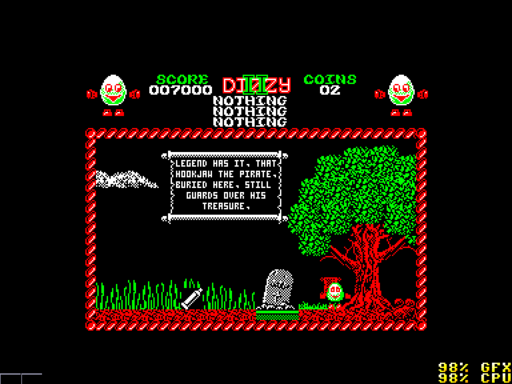 SCORE DIZZY II COINS
007000 02
NOTHING
NOTHING
NOTHING
LEGEND HAS IT, THAT
HOOKJAW THE PIRATE,
BURIED HERE, STILL
GUARDS OVER HIS
TREASURE.
98% GFX
98% CPU